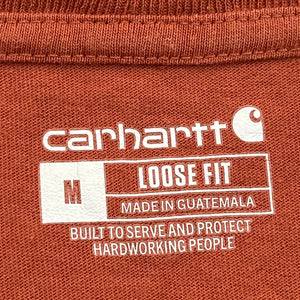 carhartt
M
LOOSE FIT
MADE IN GUATEMALA
BUILT TO SERVE AND PROTECT
HARDWORKING PEOPLE